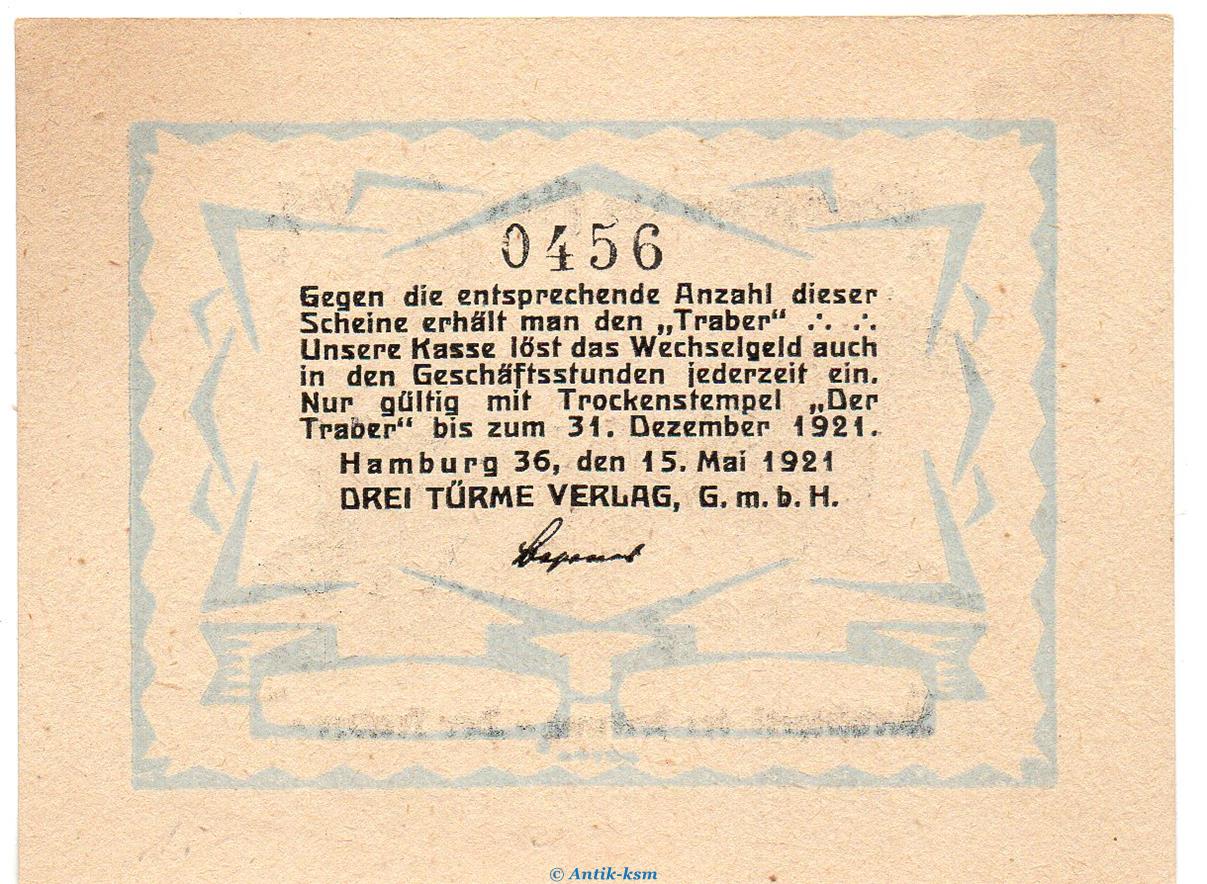 0456
Gegen die entsprechende Anzahl dieser
Scheine erhält man den „Traber“ ∴ ∴
Unsere Kasse löst das Wechselgeld auch
in den Geschäftsstunden jederzeit ein.
Nur gültig mit Trockenstempel „Der
Traber“ bis zum 31. Dezember 1921.
Hamburg 36, den 15. Mai 1921
DREI TÜRME VERLAG, G. m. b. H.
© Antik-ksm